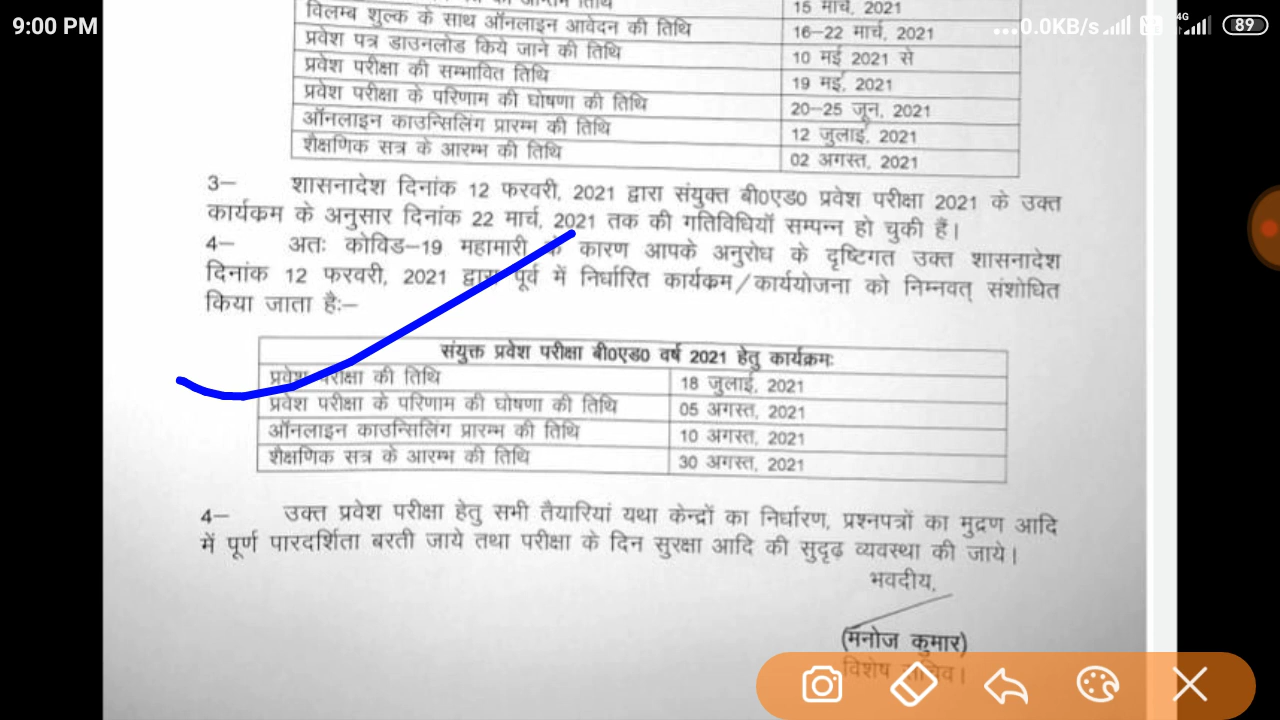 9:00 PM ...0.0KB/s 4G 89
तिथि 15 मार्च, 2021
विलम्ब शुल्क के साथ ऑनलाइन आवेदन की तिथि 16–22 मार्च, 2021
प्रवेश पत्र डाउनलोड किये जाने की तिथि 10 मई 2021 से
प्रवेश परीक्षा की सम्भावित तिथि 19 मई, 2021
प्रवेश परीक्षा के परिणाम की घोषणा की तिथि 20–25 जून, 2021
ऑनलाइन काउन्सिलिंग प्रारम्भ की तिथि 12 जुलाई, 2021
शैक्षणिक सत्र के आरम्भ की तिथि 02 अगस्त, 2021
3– शासनादेश दिनांक 12 फरवरी, 2021 द्वारा संयुक्त बी0एड0 प्रवेश परीक्षा 2021 के उक्त
कार्यक्रम के अनुसार दिनांक 22 मार्च, 2021 तक की गतिविधियॉ सम्पन्न हो चुकी हैं।
4– अतः कोविड–19 महामारी के कारण आपके अनुरोध के दृष्टिगत उक्त शासनादेश
दिनांक 12 फरवरी, 2021 द्वारा पूर्व में निर्धारित कार्यक्रम/कार्ययोजना को निम्नवत् संशोधित
किया जाता हैः–
संयुक्त प्रवेश परीक्षा बी0एड0 वर्ष 2021 हेतु कार्यक्रमः
प्रवेश परीक्षा की तिथि 18 जुलाई, 2021
प्रवेश परीक्षा के परिणाम की घोषणा की तिथि 05 अगस्त, 2021
ऑनलाइन काउन्सिलिंग प्रारम्भ की तिथि 10 अगस्त, 2021
शैक्षणिक सत्र के आरम्भ की तिथि 30 अगस्त, 2021
4– उक्त प्रवेश परीक्षा हेतु सभी तैयारियां यथा केन्द्रों का निर्धारण, प्रश्नपत्रों का मुद्रण आदि
में पूर्ण पारदर्शिता बरती जाये तथा परीक्षा के दिन सुरक्षा आदि की सुदृढ़ व्यवस्था की जाये।
भवदीय,
(मनोज कुमार)
विशेष सचिव।